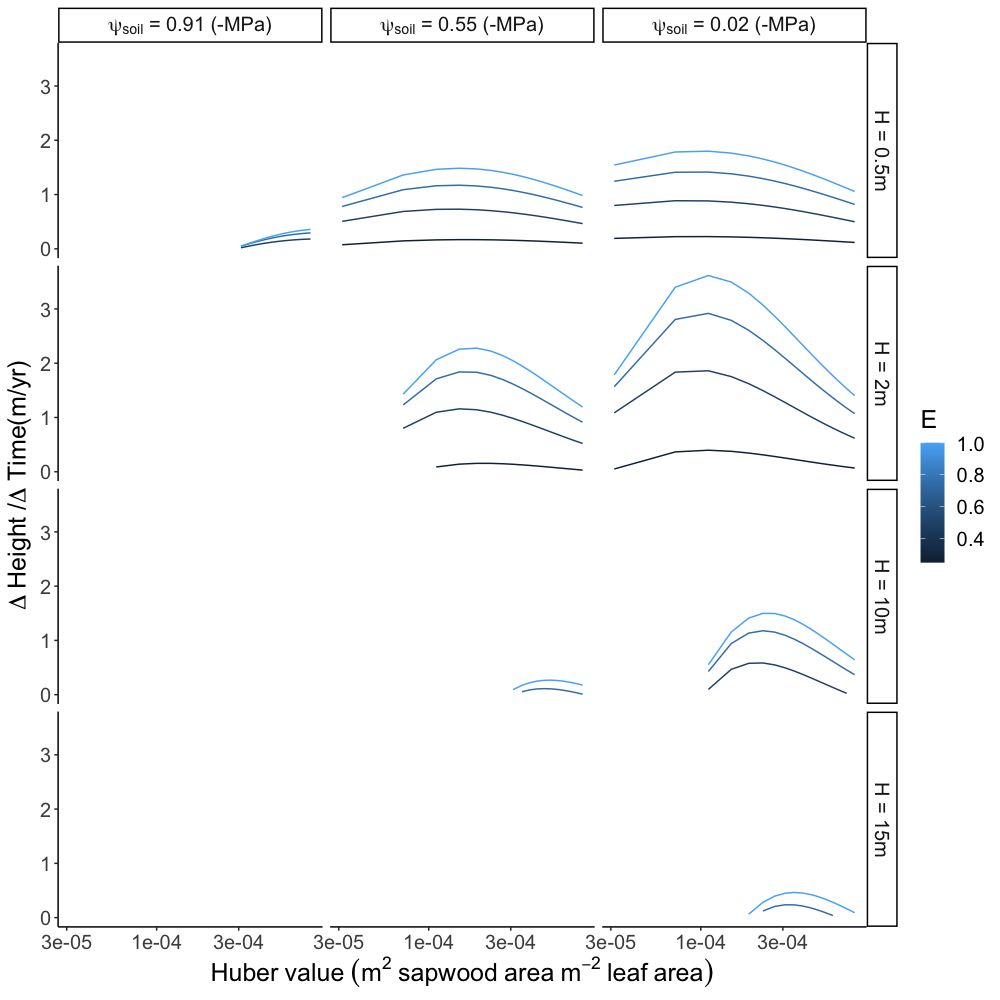 ψsoil = 0.91 (-MPa) ψsoil = 0.55 (-MPa) ψsoil = 0.02 (-MPa)
3
2
1
0
H = 0.5m
3
2
1
0
H = 2m
3
2
1
0
H = 10m
3
2
1
0
H = 15m
Δ Height /Δ Time(m/yr)
3e-05 1e-04 3e-04 3e-05 1e-04 3e-04 3e-05 1e-04 3e-04
Huber value (m² sapwood area m⁻² leaf area)
E
1.0
0.8
0.6
0.4